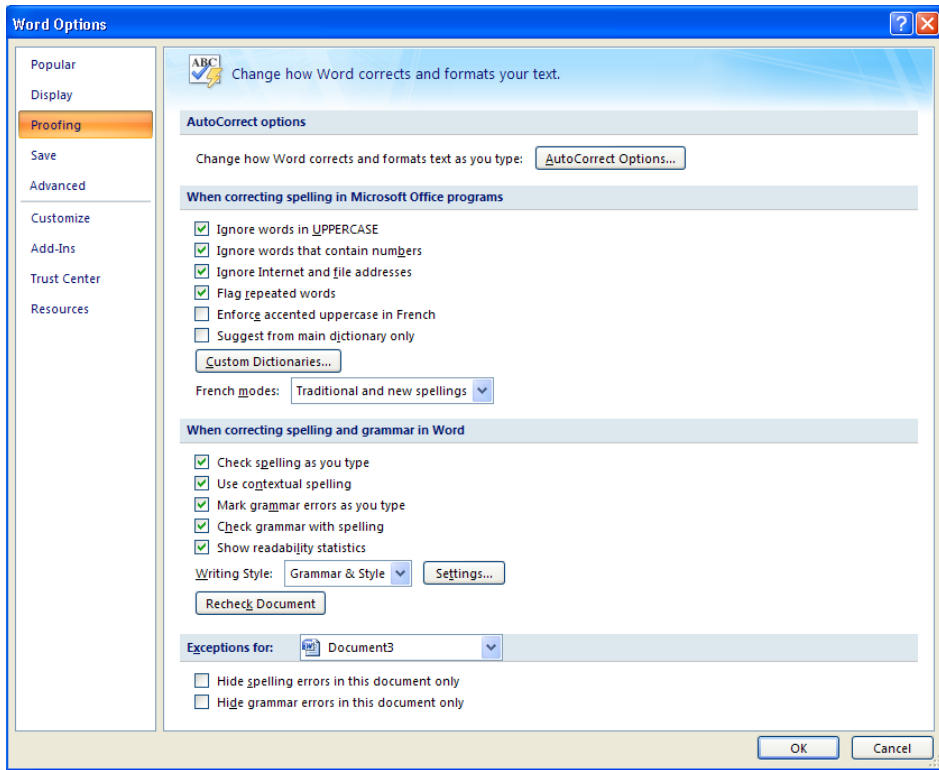 Word Options
Popular
Display
Proofing
Save
Advanced
Customize
Add-Ins
Trust Center
Resources
ABC
Change how Word corrects and formats your text.
AutoCorrect options
Change how Word corrects and formats text as you type: AutoCorrect Options...
When correcting spelling in Microsoft Office programs
Ignore words in UPPERCASE
Ignore words that contain numbers
Ignore Internet and file addresses
Flag repeated words
Enforce accented uppercase in French
Suggest from main dictionary only
Custom Dictionaries...
French modes: Traditional and new spellings
When correcting spelling and grammar in Word
Check spelling as you type
Use contextual spelling
Mark grammar errors as you type
Check grammar with spelling
Show readability statistics
Writing Style: Grammar & Style Settings...
Recheck Document
Exceptions for: Document3
Hide spelling errors in this document only
Hide grammar errors in this document only
OK Cancel